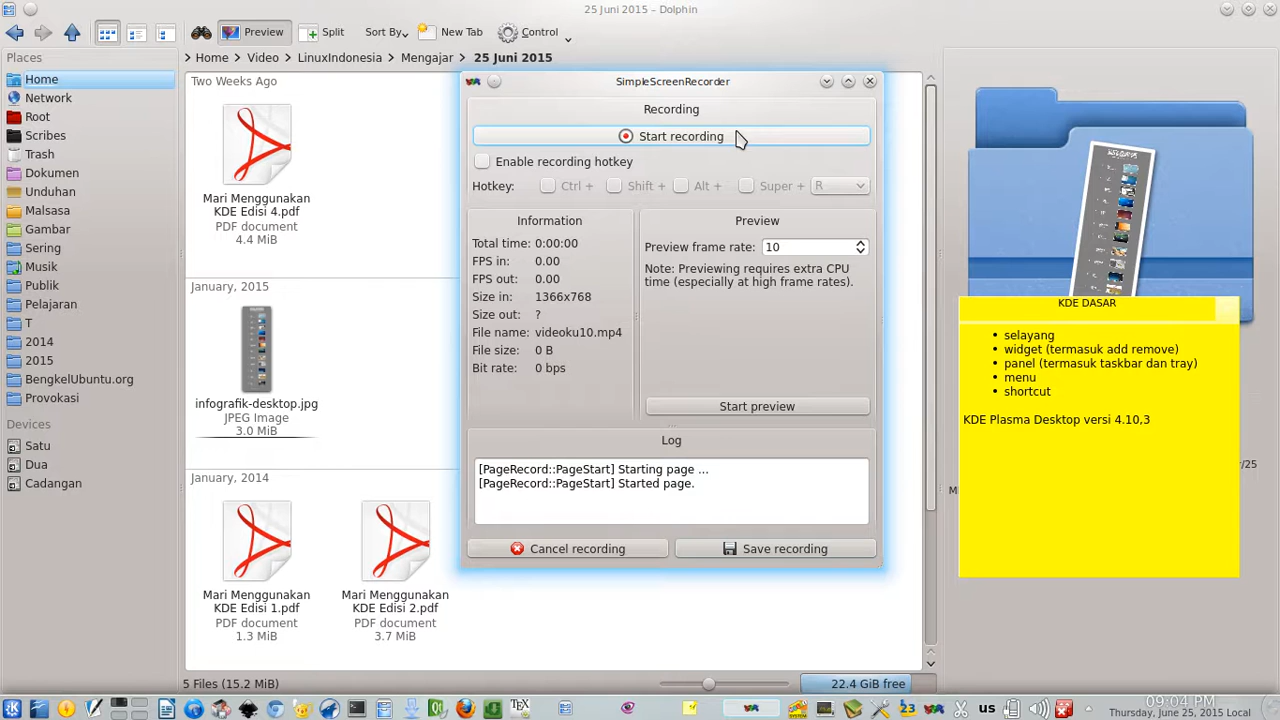 25 Juni 2015 – Dolphin
Preview
Split
Sort By
New Tab
Control
Places
Home
Network
Root
Scribes
Trash
Dokumen
Unduhan
Malsasa
Gambar
Sering
Musik
Publik
Pelajaran
T
2014
2015
BengkelUbuntu.org
Provokasi
Devices
Satu
Dua
Cadangan
Home Video LinuxIndonesia Mengajar 25 Juni 2015
Two Weeks Ago
Mari Menggunakan
KDE Edisi 4.pdf
PDF document
4.4 MiB
January, 2015
infografik-desktop.jpg
JPEG Image
3.0 MiB
January, 2014
Mari Menggunakan
KDE Edisi 1.pdf
PDF document
1.3 MiB
Mari Menggunakan
KDE Edisi 2.pdf
PDF document
3.7 MiB
5 Files (15.2 MiB)
22.4 GiB free
SimpleScreenRecorder
Recording
Start recording
Enable recording hotkey
Hotkey: Ctrl + Shift + Alt + Super + R
Information
Total time: 0:00:00
FPS in: 0.00
FPS out: 0.00
Size in: 1366x768
Size out: ?
File name: videoku10.mp4
File size: 0 B
Bit rate: 0 bps
Preview
Preview frame rate: 10
Note: Previewing requires extra CPU
time (especially at high frame rates).
Start preview
Log
[PageRecord::PageStart] Starting page ...
[PageRecord::PageStart] Started page.
Cancel recording
Save recording
KDE DASAR
• selayang
• widget (termasuk add remove)
• panel (termasuk taskbar dan tray)
• menu
• shortcut
KDE Plasma Desktop versi 4.10,3
/25
M
TEX
23
us
09:04 PM
Thursday, June 25, 2015 Local